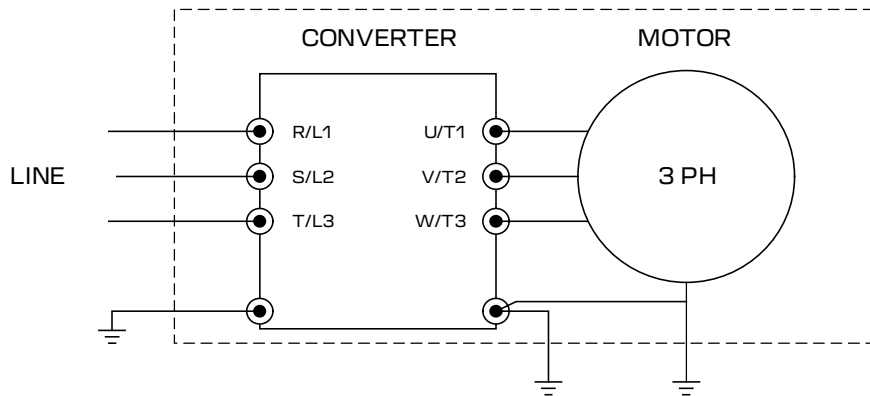 CONVERTER MOTOR
R/L1 U/T1
LINE S/L2 V/T2 3 PH
T/L3 W/T3